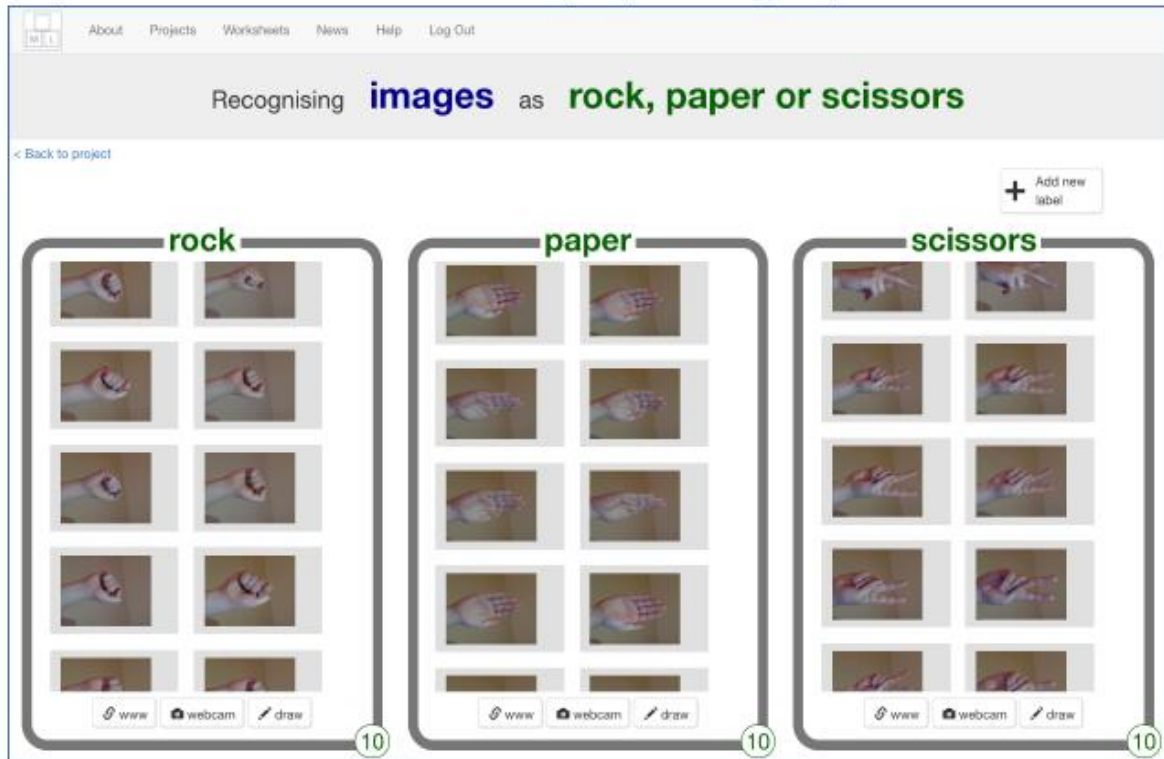 M L
About Projects Worksheets News Help Log Out
Recognising images as rock, paper or scissors
< Back to project
Add new
label
rock
paper
scissors
www webcam draw
www webcam draw
www webcam draw
10
10
10